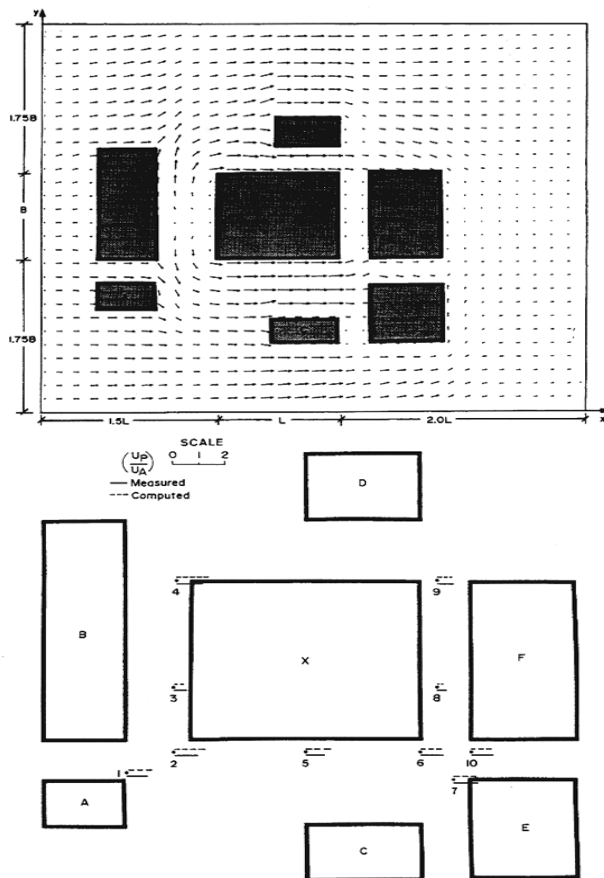 y
1.75B
B
1.75B
1.5L
L
2.0L
x
SCALE
(UP/UA) 0 1 2
Measured
Computed
D
4
9
B
X
F
3
8
2
5
6
10
1
7
A
C
E